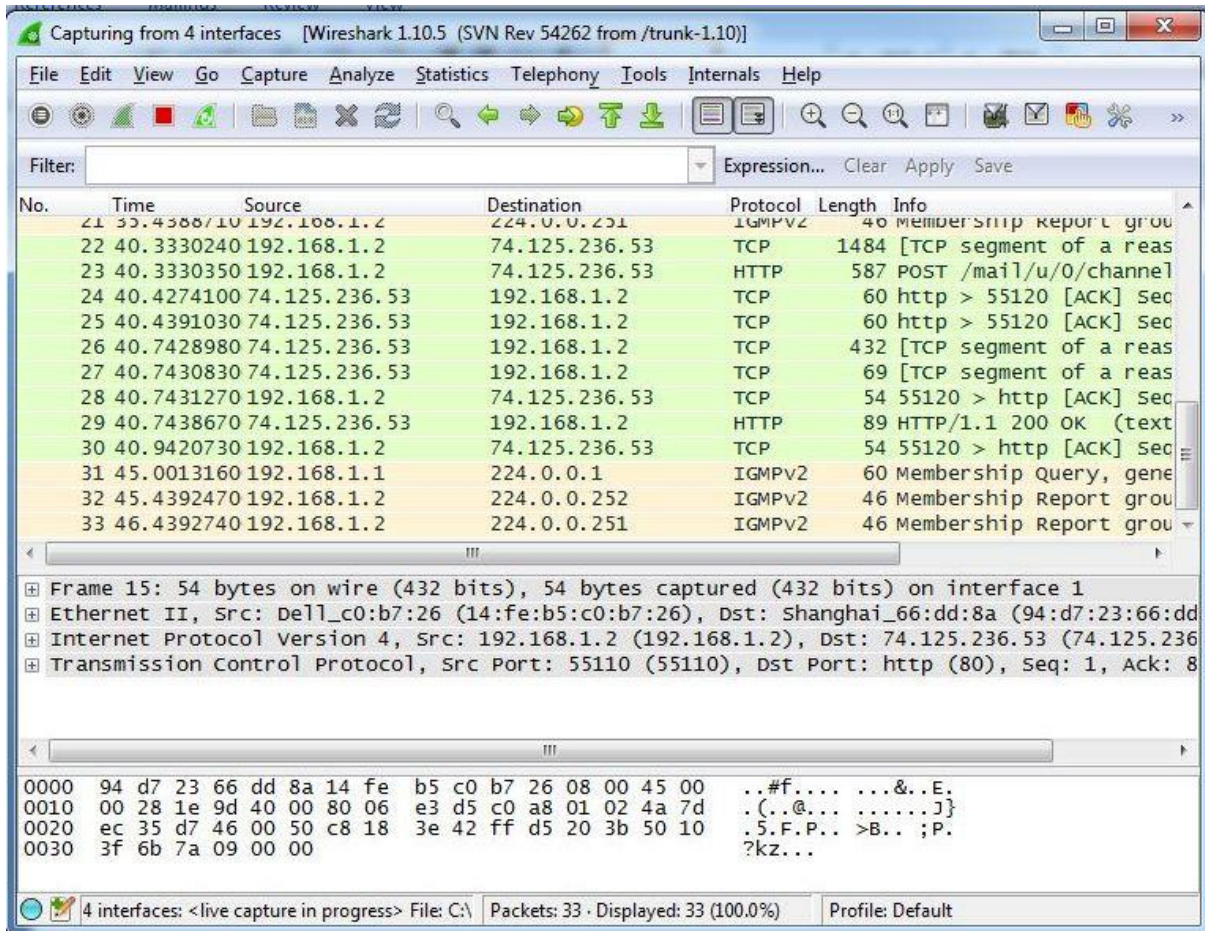 Capturing from 4 interfaces [Wireshark 1.10.5 (SVN Rev 54262 from /trunk-1.10)]
File Edit View Go Capture Analyze Statistics Telephony Tools Internals Help
Filter: Expression... Clear Apply Save
No. Time Source Destination Protocol Length Info
21 35.4388710 192.168.1.2 224.0.0.251 IGMPv2 46 Membership Report grou
22 40.3330240 192.168.1.2 74.125.236.53 TCP 1484 [TCP segment of a reas
23 40.3330350 192.168.1.2 74.125.236.53 HTTP 587 POST /mail/u/0/channel
24 40.4274100 74.125.236.53 192.168.1.2 TCP 60 http > 55120 [ACK] Seq
25 40.4391030 74.125.236.53 192.168.1.2 TCP 60 http > 55120 [ACK] Seq
26 40.7428980 74.125.236.53 192.168.1.2 TCP 432 [TCP segment of a reas
27 40.7430830 74.125.236.53 192.168.1.2 TCP 69 [TCP segment of a reas
28 40.7431270 192.168.1.2 74.125.236.53 TCP 54 55120 > http [ACK] Seq
29 40.7438670 74.125.236.53 192.168.1.2 HTTP 89 HTTP/1.1 200 OK (text
30 40.9420730 192.168.1.2 74.125.236.53 TCP 54 55120 > http [ACK] Seq
31 45.0013160 192.168.1.1 224.0.0.1 IGMPv2 60 Membership Query, gene
32 45.4392470 192.168.1.2 224.0.0.252 IGMPv2 46 Membership Report grou
33 46.4392740 192.168.1.2 224.0.0.251 IGMPv2 46 Membership Report grou
Frame 15: 54 bytes on wire (432 bits), 54 bytes captured (432 bits) on interface 1
Ethernet II, Src: Dell_c0:b7:26 (14:fe:b5:c0:b7:26), Dst: Shanghai_66:dd:8a (94:d7:23:66:dd
Internet Protocol Version 4, Src: 192.168.1.2 (192.168.1.2), Dst: 74.125.236.53 (74.125.236
Transmission Control Protocol, Src Port: 55110 (55110), Dst Port: http (80), Seq: 1, Ack: 8
0000 94 d7 23 66 dd 8a 14 fe b5 c0 b7 26 08 00 45 00 ..#f.... ...&..E.
0010 00 28 1e 9d 40 00 80 06 e3 d5 c0 a8 01 02 4a 7d .(..@... ......J}
0020 ec 35 d7 46 00 50 c8 18 3e 42 ff d5 20 3b 50 10 .5.F.P.. >B.. ;P.
0030 3f 6b 7a 09 00 00 ?kz...
4 interfaces: <live capture in progress> File: C:\ Packets: 33 · Displayed: 33 (100.0%) Profile: Default